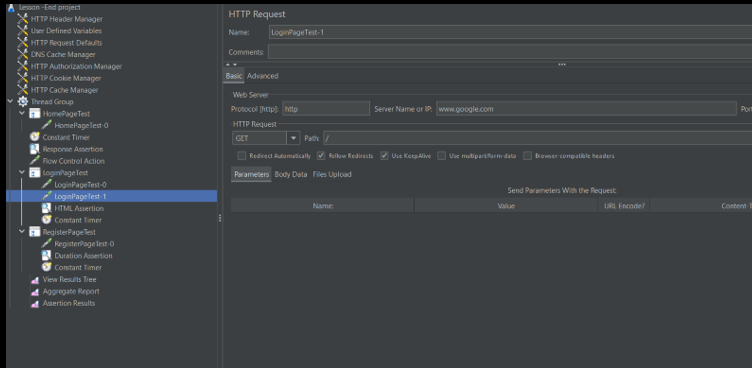 Lesson -End project
HTTP Header Manager
User Defined Variables
HTTP Request Defaults
DNS Cache Manager
HTTP Authorization Manager
HTTP Cookie Manager
HTTP Cache Manager
Thread Group
HomePageTest
HomePageTest-0
Constant Timer
Response Assertion
Flow Control Action
LoginPageTest
LoginPageTest-0
LoginPageTest-1
HTML Assertion
Constant Timer
RegisterPageTest
RegisterPageTest-0
Duration Assertion
Constant Timer
View Results Tree
Aggregate Report
Assertion Results
HTTP Request
Name: LoginPageTest-1
Comments:
Basic Advanced
Web Server
Protocol [http]: http Server Name or IP: www.google.com Port
HTTP Request
GET Path: /
Redirect Automatically Follow Redirects Use KeepAlive Use multipart/form-data Browser-compatible headers
Parameters Body Data Files Upload
Send Parameters With the Request:
Name: Value URL Encode? Content-T